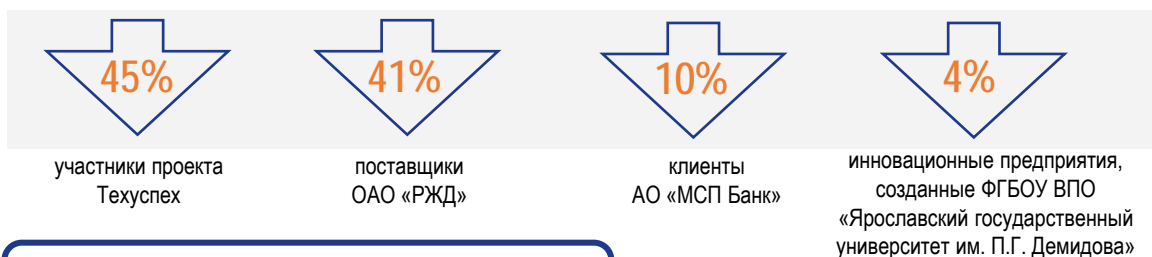 45%
41%
10%
4%
участники проекта
Техуспех
поставщики
ОАО «РЖД»
клиенты
АО «МСП Банк»
инновационные предприятия,
созданные ФГБОУ ВПО
«Ярославский государственный
университет им. П.Г. Демидова»